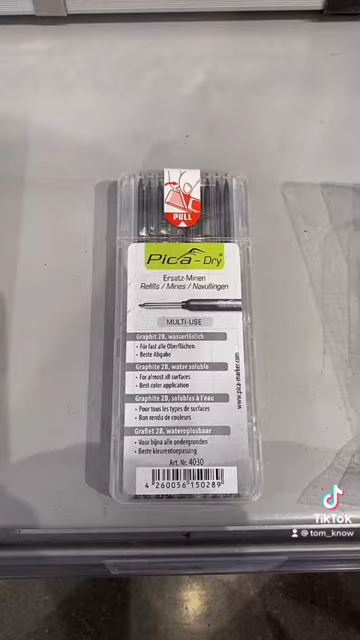 PULL
Pica-Dry®
Ersatz-Minen
Refills / Mines / Navullingen
MULTI-USE
Graphit 2B, wasserlöslich
• Für fast alle Oberflächen
• Beste Abgabe
Graphite 2B, water soluble
• For almost all surfaces
• Best color application
Graphite 2B, solubles à l'eau
• Pour tous les types de surfaces
• Bon rendu de couleurs
Grafiet 2B, wateroplosbaar
• Voor bijna alle ondergronden
• Beste kleurentoepassing
Art. Nr. 4030
4 260056 150289
www.pica-marker.com
TikTok
@tom_know